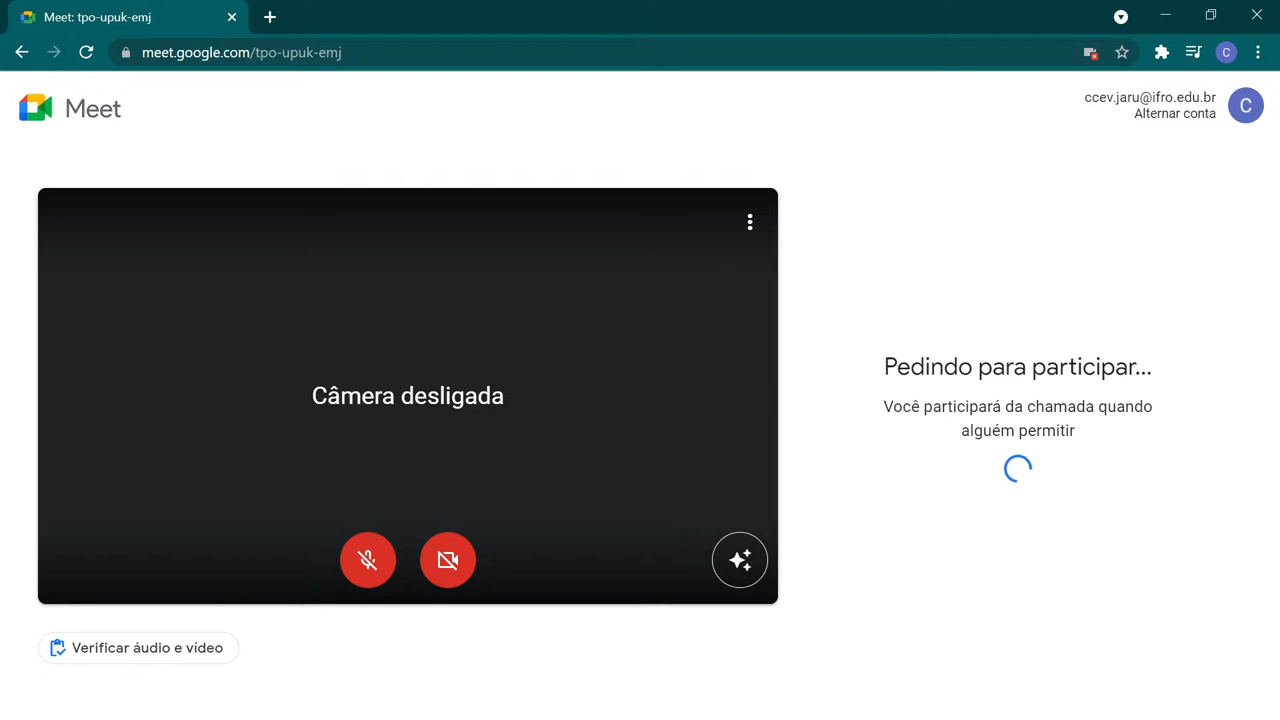 Meet: tpo-upuk-emj
meet.google.com/tpo-upuk-emj
C
Meet
ccev.jaru@ifro.edu.br
Alternar conta
C
Câmera desligada
Pedindo para participar...
Você participará da chamada quando
alguém permitir
Verificar áudio e vídeo